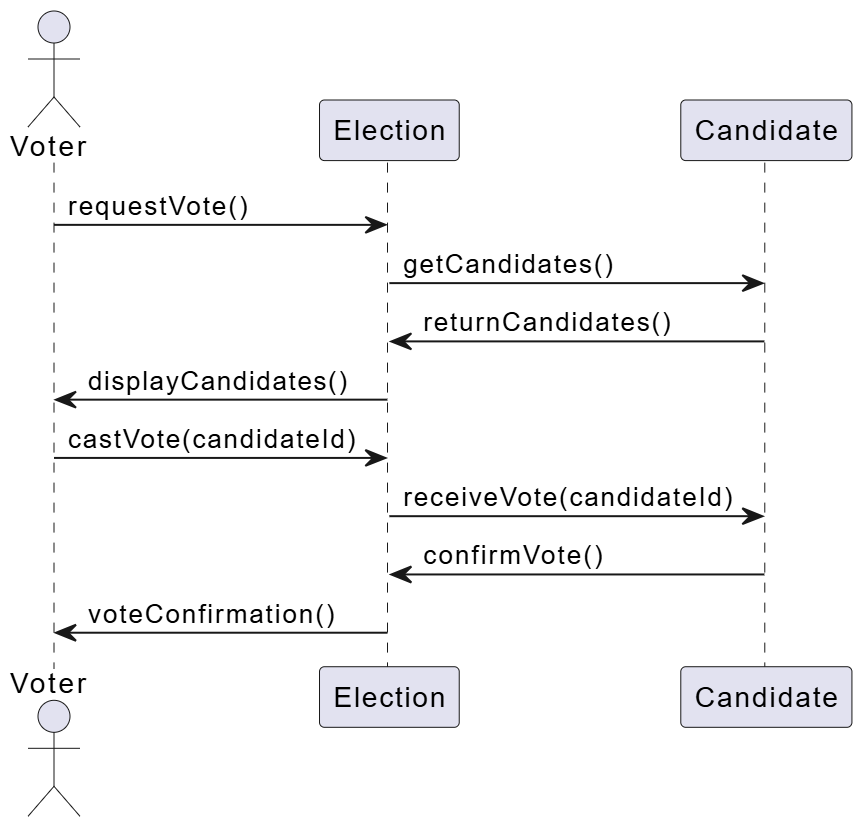 Voter
Election
Candidate
requestVote()
getCandidates()
returnCandidates()
displayCandidates()
castVote(candidateId)
receiveVote(candidateId)
confirmVote()
voteConfirmation()
Voter
Election
Candidate